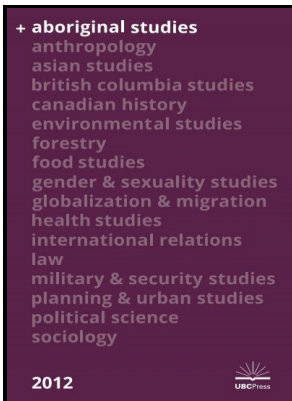 + aboriginal studies
anthropology
asian studies
british columbia studies
canadian history
environmental studies
forestry
food studies
gender & sexuality studies
globalization & migration
health studies
international relations
law
military & security studies
planning & urban studies
political science
sociology
2012
UBCPress